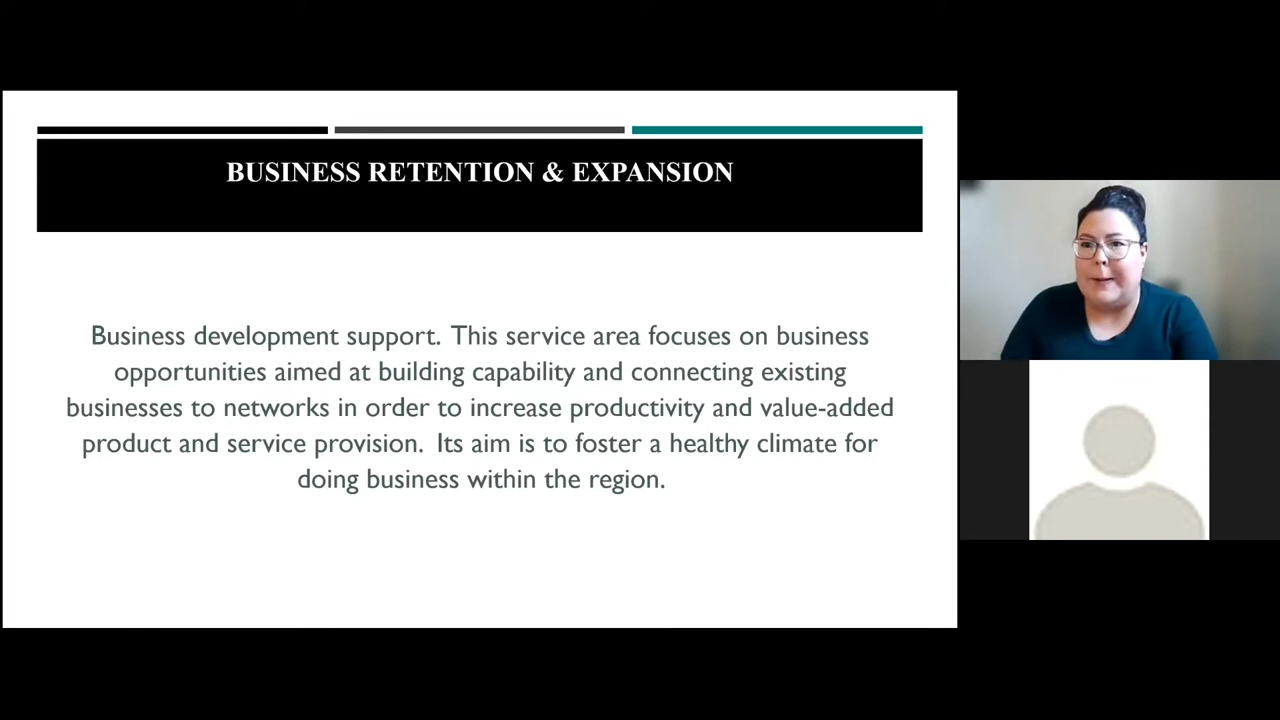 BUSINESS RETENTION & EXPANSION
Business development support.  This service area focuses on business
opportunities aimed at building capability and connecting existing
businesses to networks in order to increase productivity and value-added
product and service provision.  Its aim is to foster a healthy climate for
doing business within the region.